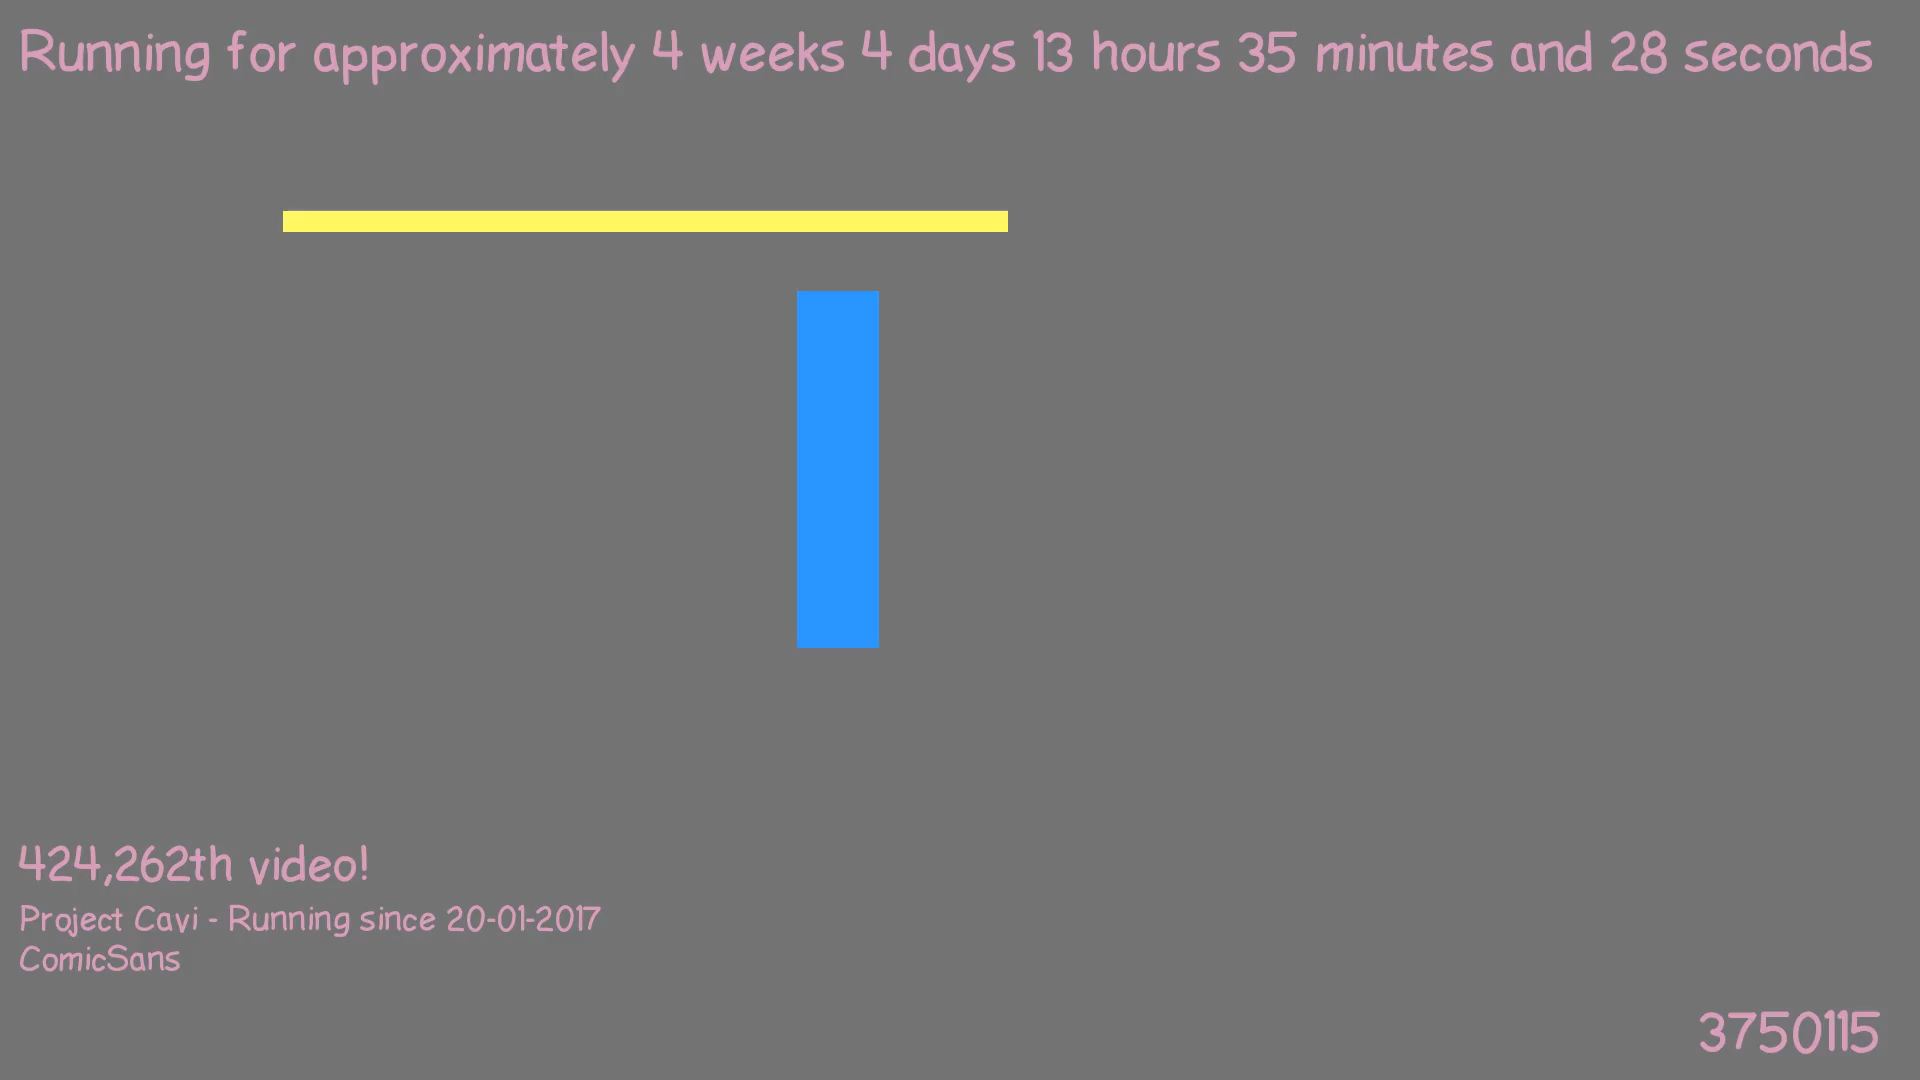 Running for approximately 4 weeks 4 days 13 hours 35 minutes and 28 seconds
424,262th video!
Project Cavi - Running since 20-01-2017
ComicSans
3750115